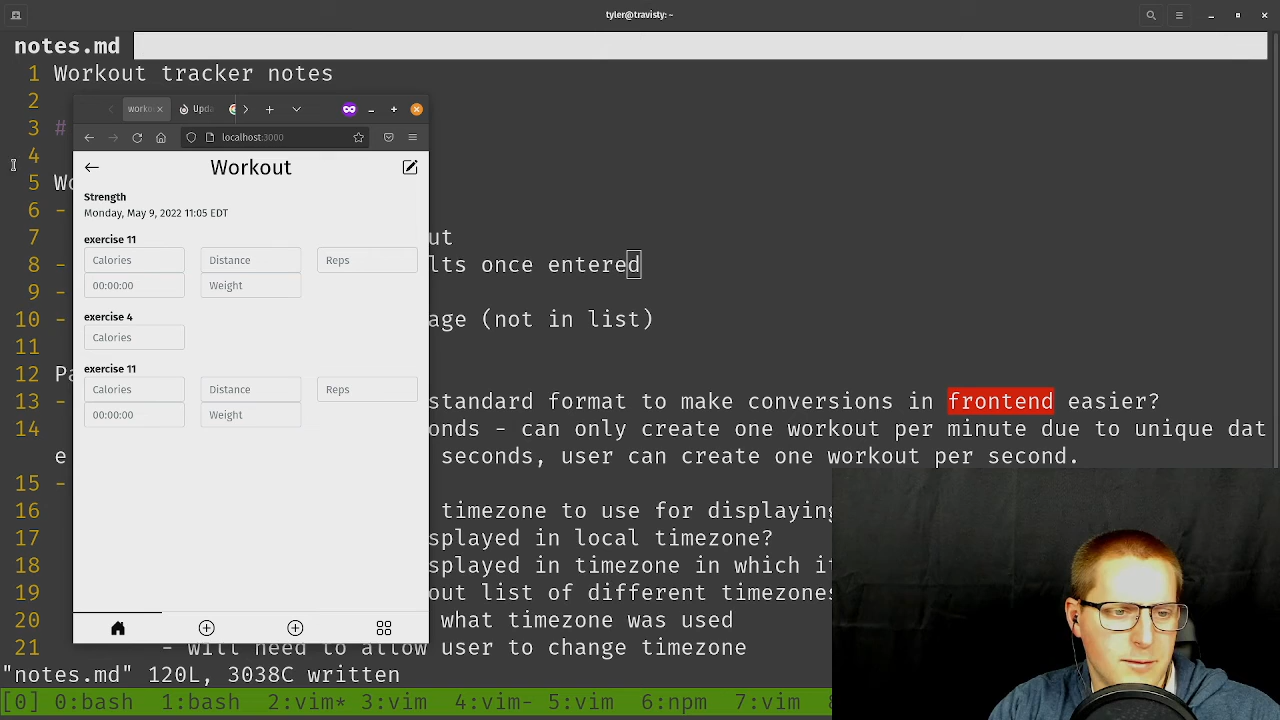 tyler@travisty: ~
notes.md
1 Workout tracker notes
2
3 #
4
5 Wo
6 -
7 ut
8 - lts once entered
9 -
10 - age (not in list)
11
12 Pa
13 - standard format to make conversions in frontend easier?
14 onds - can only create one workout per minute due to unique dat
e seconds, user can create one workout per second.
15 -
16 timezone to use for displaying
17 played in local timezone?
18 played in timezone in which i
19 out list of different timezones
20 what timezone was used
21 - will need to allow user to change timezone
"notes.md" 120L, 3038C written
[0] 0:bash 1:bash 2:vim* 3:vim 4:vim- 5:vim 6:npm 7:vim 8
worko
Upda
localhost:3000
Workout
Strength
Monday, May 9, 2022 11:05 EDT
exercise 11
Calories Distance Reps
00:00:00 Weight
exercise 4
Calories
exercise 11
Calories Distance Reps
00:00:00 Weight